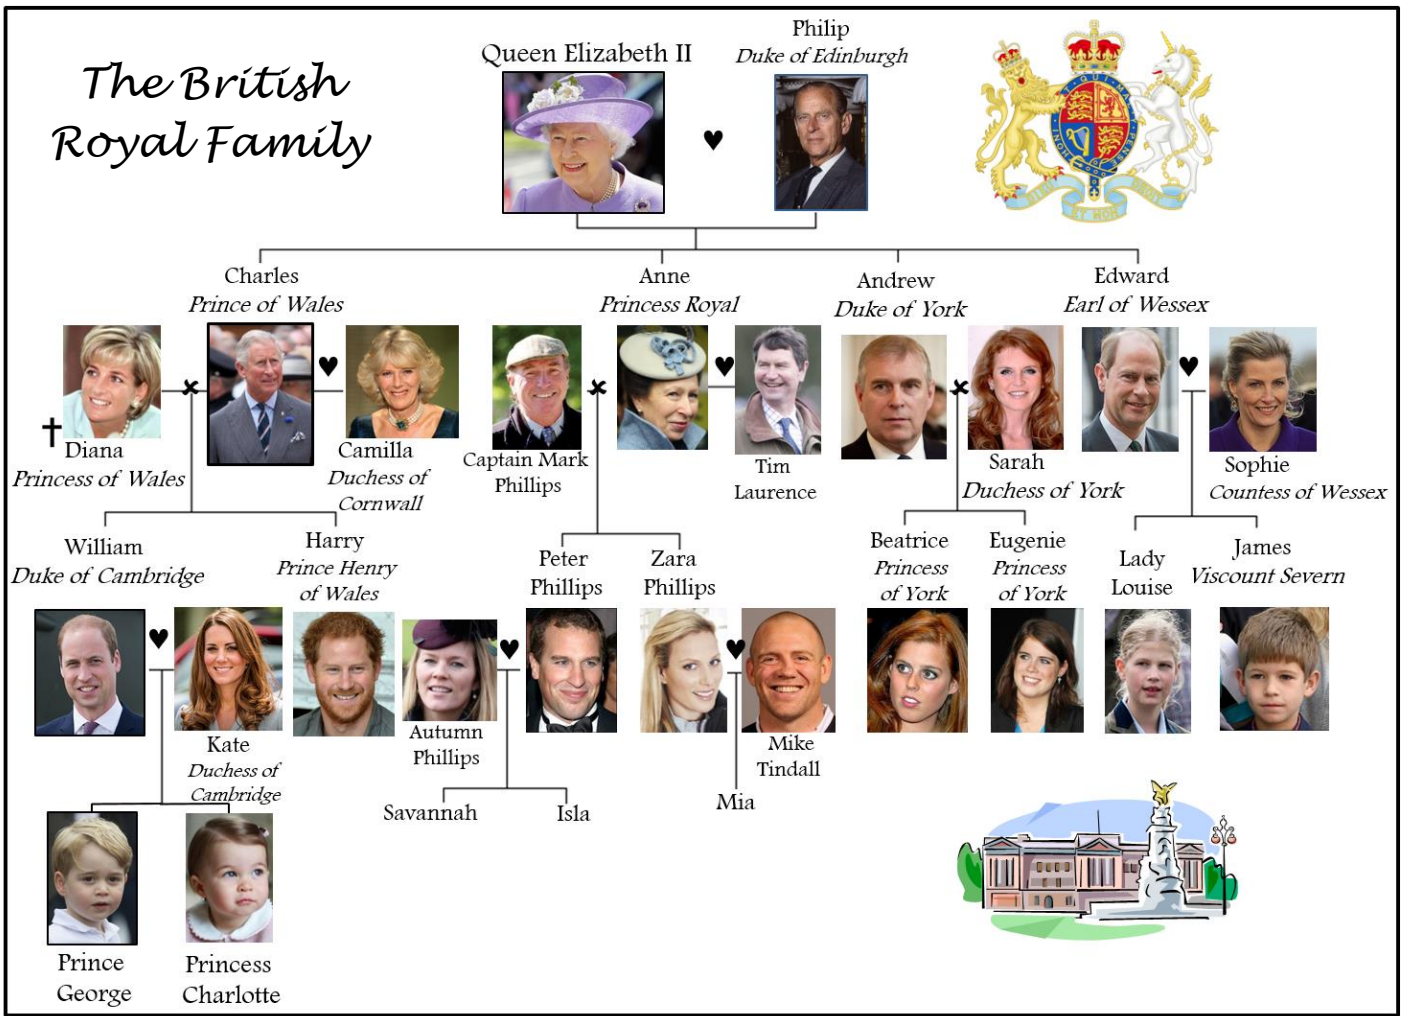 The British
Royal Family
Queen Elizabeth II
Philip
Duke of Edinburgh
Charles
Prince of Wales
Anne
Princess Royal
Andrew
Duke of York
Edward
Earl of Wessex
Diana
Princess of Wales
Camilla
Duchess of
Cornwall
Captain Mark
Phillips
Tim
Laurence
Sarah
Duchess of York
Sophie
Countess of Wessex
William
Duke of Cambridge
Harry
Prince Henry
of Wales
Peter
Phillips
Zara
Phillips
Beatrice
Princess
of York
Eugenie
Princess
of York
Lady
Louise
James
Viscount Severn
Kate
Duchess of
Cambridge
Autumn
Phillips
Mike
Tindall
Savannah
Isla
Mia
Prince
George
Princess
Charlotte